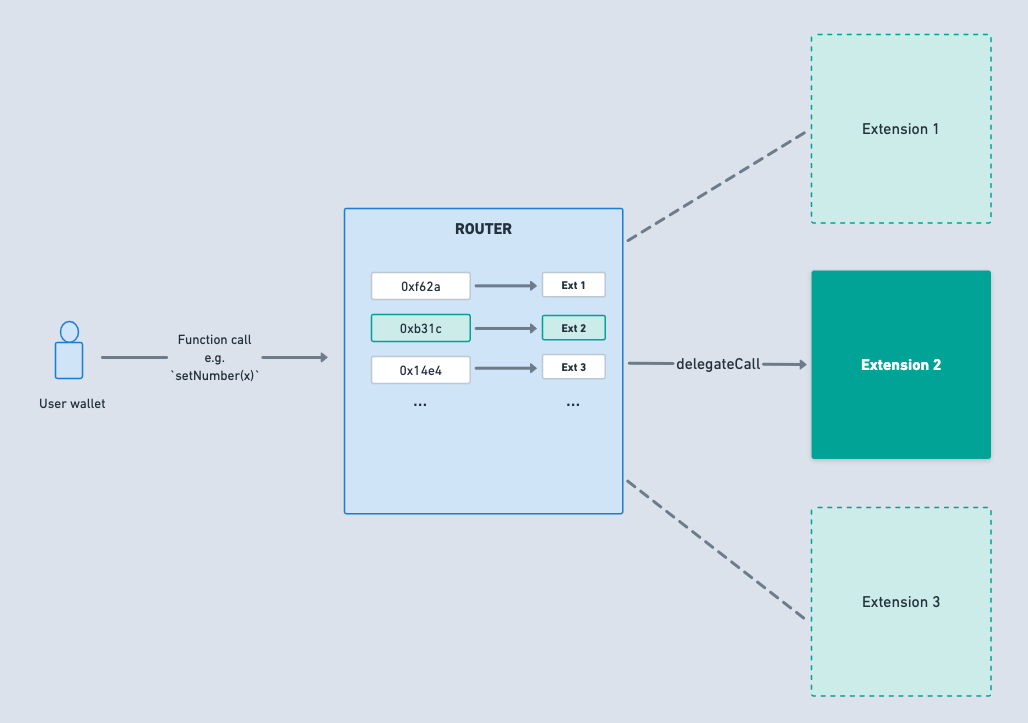 Extension 1
ROUTER
0xf62a
Ext 1
0xb31c
Ext 2
0x14e4
Ext 3
...
...
Function call
e.g.
`setNumber(x)`
User wallet
delegateCall
Extension 2
Extension 3